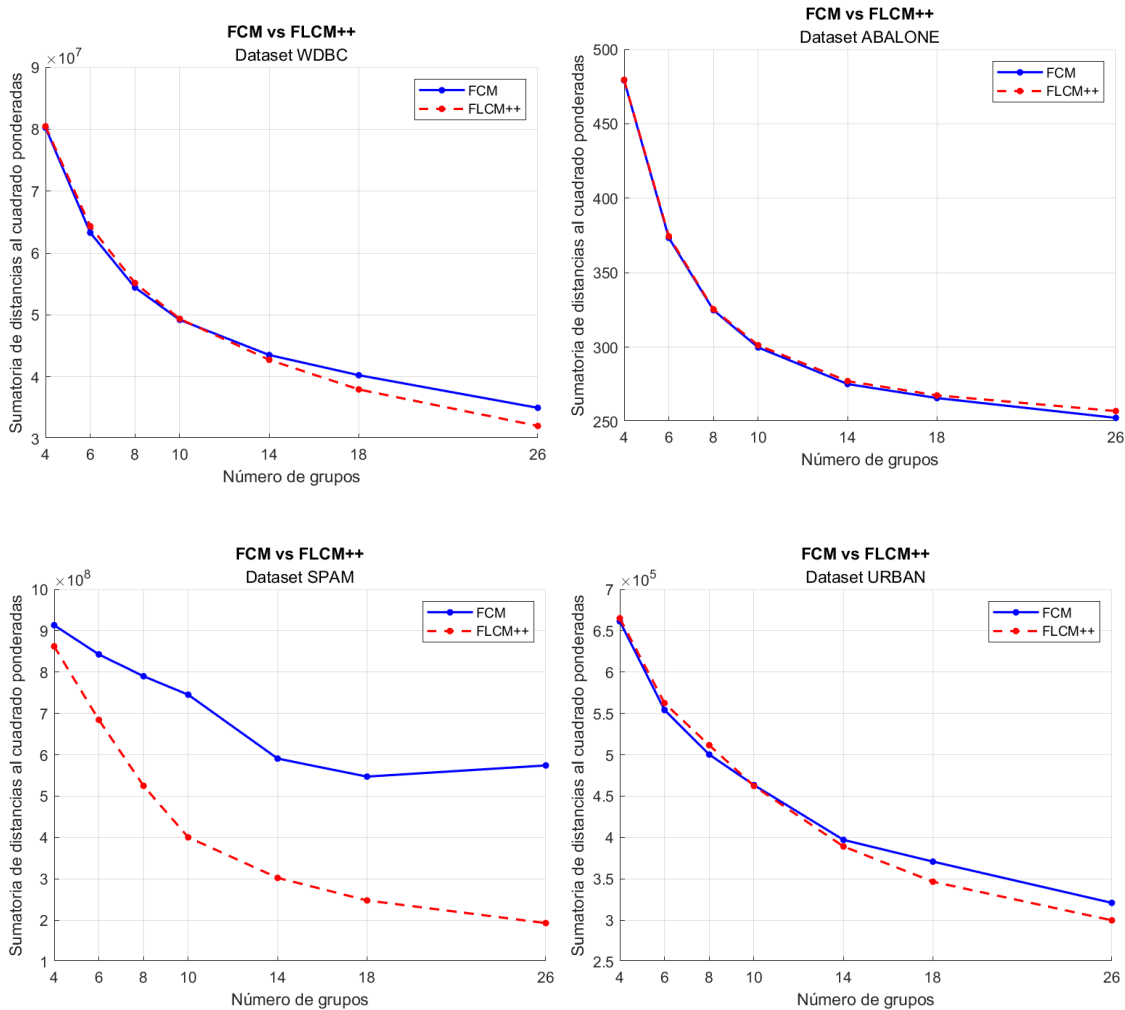 FCM vs FLCM++
Dataset WDBC
×10⁷
9
8
7
6
5
4
3
4 6 8 10 14 18 26
Número de grupos
Sumatoria de distancias al cuadrado ponderadas
FCM
FLCM++
FCM vs FLCM++
Dataset ABALONE
500
450
400
350
300
250
4 6 8 10 14 18 26
Número de grupos
Sumatoria de distancias al cuadrado ponderadas
FCM
FLCM++
FCM vs FLCM++
Dataset SPAM
×10⁸
10
9
8
7
6
5
4
3
2
1
4 6 8 10 14 18 26
Número de grupos
Sumatoria de distancias al cuadrado ponderadas
FCM
FLCM++
FCM vs FLCM++
Dataset URBAN
×10⁵
7
6.5
6
5.5
5
4.5
4
3.5
3
2.5
4 6 8 10 14 18 26
Número de grupos
Sumatoria de distancias al cuadrado ponderadas
FCM
FLCM++